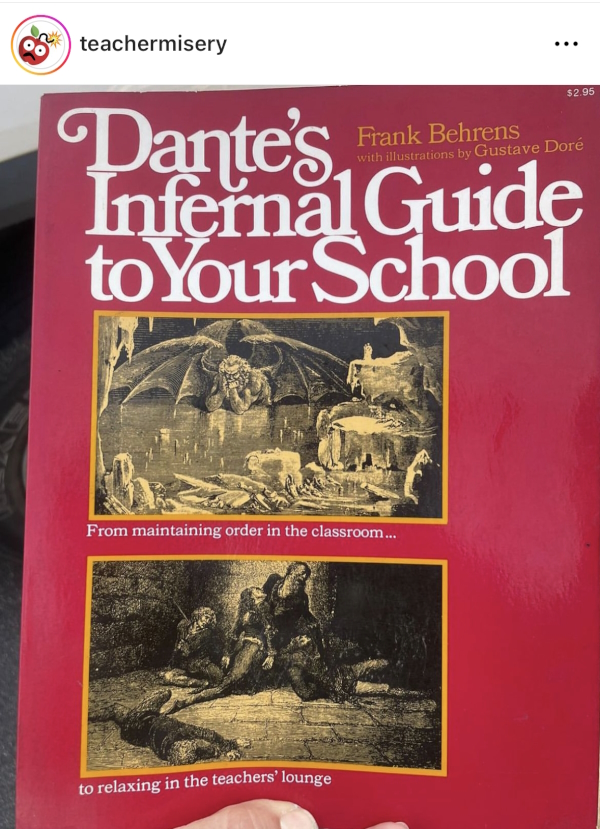 teachermisery
$2.95
Dante's
Frank Behrens
with illustrations by Gustave Doré
Infernal Guide
to Your School
From maintaining order in the classroom...
to relaxing in the teachers' lounge